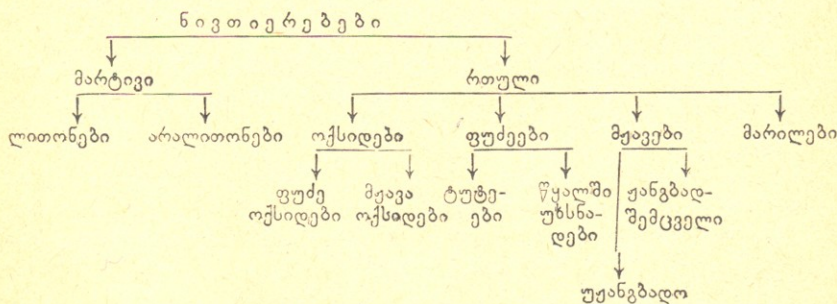 ნივთიერებები
მარტივი რთული
ლითონები არალითონები ოქსიდები ფუძეები მჟავები მარილები
ფუძე მჟავა ტუტე- წყალში ჟანგბად-
ოქსიდები ოქსიდები ები უხსნა- შემცველი
დები
უჟანგბადო